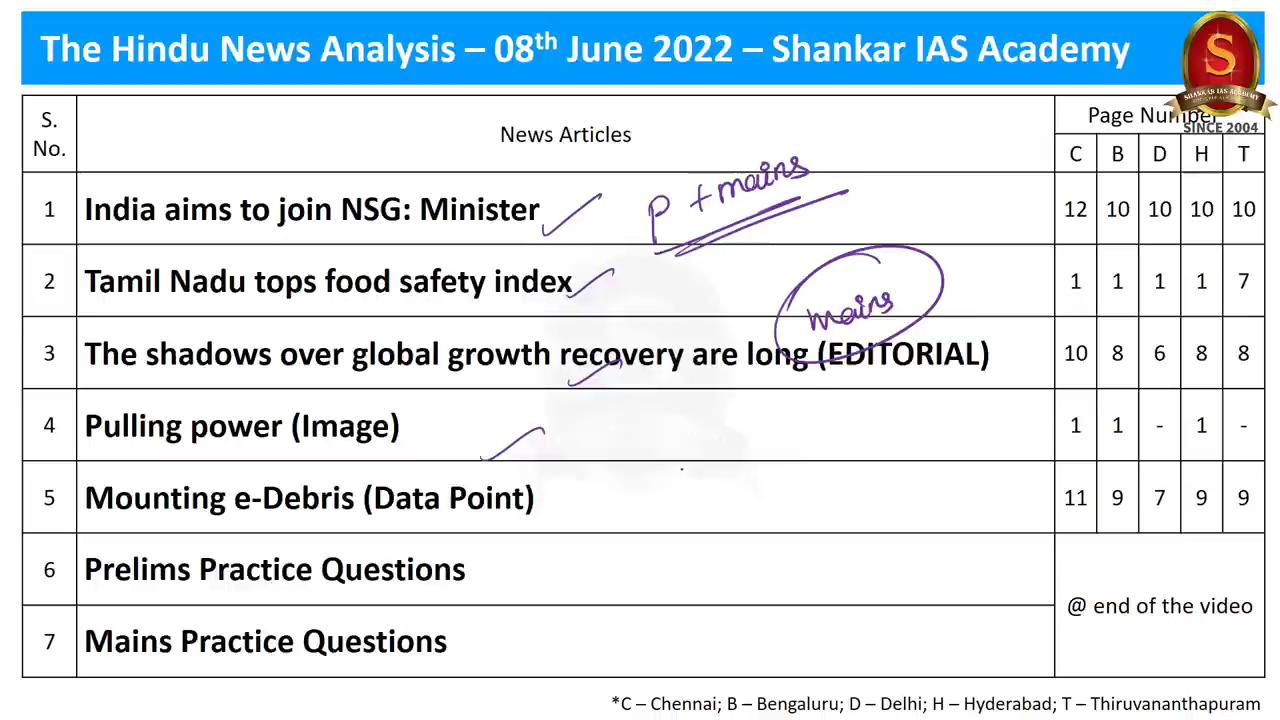 The Hindu News Analysis – 08th June 2022 – Shankar IAS Academy
S
SHANKAR IAS ACADEMY
SINCE 2004
S. No. News Articles Page Number
C B D H T
1 India aims to join NSG: Minister 12 10 10 10 10
P + mains
2 Tamil Nadu tops food safety index 1 1 1 1 7
mains
3 The shadows over global growth recovery are long (EDITORIAL) 10 8 6 8 8
4 Pulling power (Image) 1 1 - 1 -
5 Mounting e-Debris (Data Point) 11 9 7 9 9
6 Prelims Practice Questions
@ end of the video
7 Mains Practice Questions
*C – Chennai; B – Bengaluru; D – Delhi; H – Hyderabad; T – Thiruvananthapuram